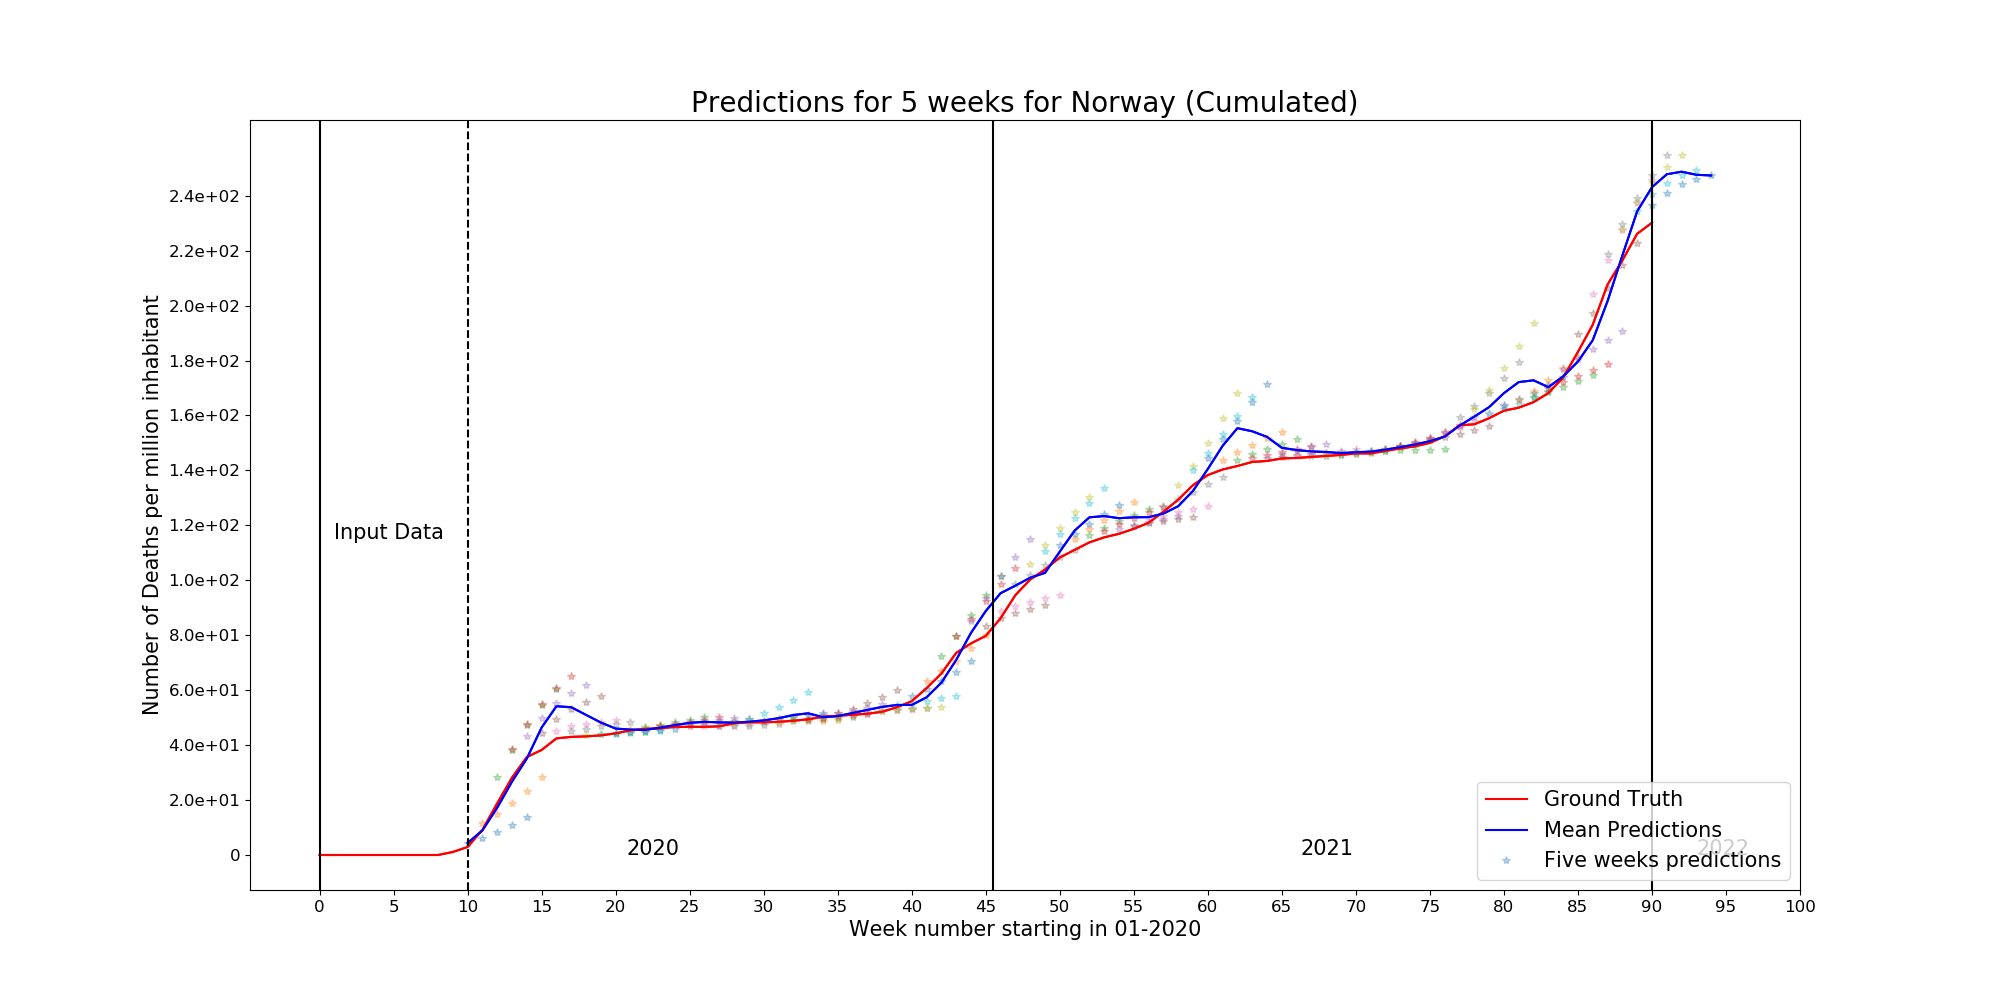 Predictions for 5 weeks for Norway (Cumulated)
Number of Deaths per million inhabitant
2.4e+02
2.2e+02
2.0e+02
1.8e+02
1.6e+02
1.4e+02
1.2e+02
1.0e+02
8.0e+01
6.0e+01
4.0e+01
2.0e+01
0
Input Data
2020
2021
2022
Ground Truth
Mean Predictions
Five weeks predictions
0 5 10 15 20 25 30 35 40 45 50 55 60 65 70 75 80 85 90 95 100
Week number starting in 01-2020